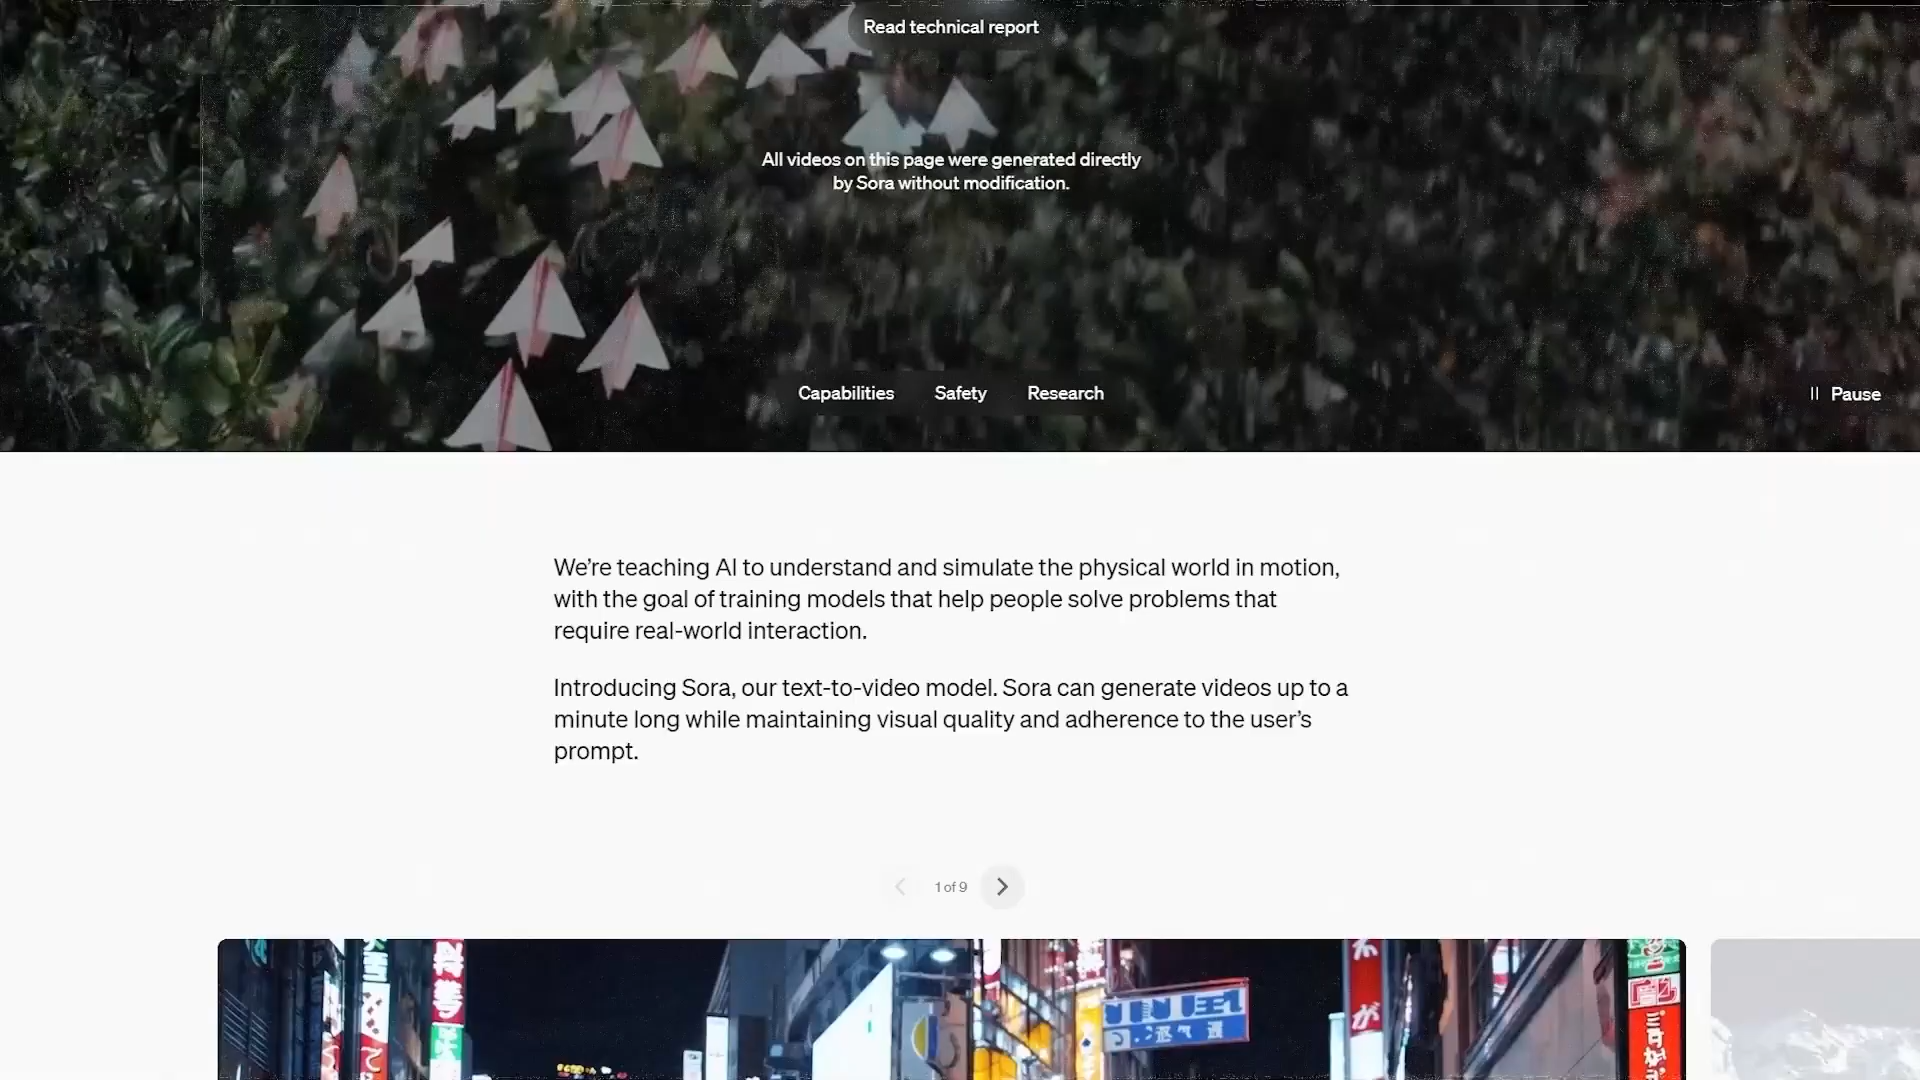 Read technical report
All videos on this page were generated directly
by Sora without modification.
Capabilities
Safety
Research
Pause
We’re teaching AI to understand and simulate the physical world in motion,
with the goal of training models that help people solve problems that
require real-world interaction.
Introducing Sora, our text-to-video model. Sora can generate videos up to a
minute long while maintaining visual quality and adherence to the user’s
prompt.
1 of 9